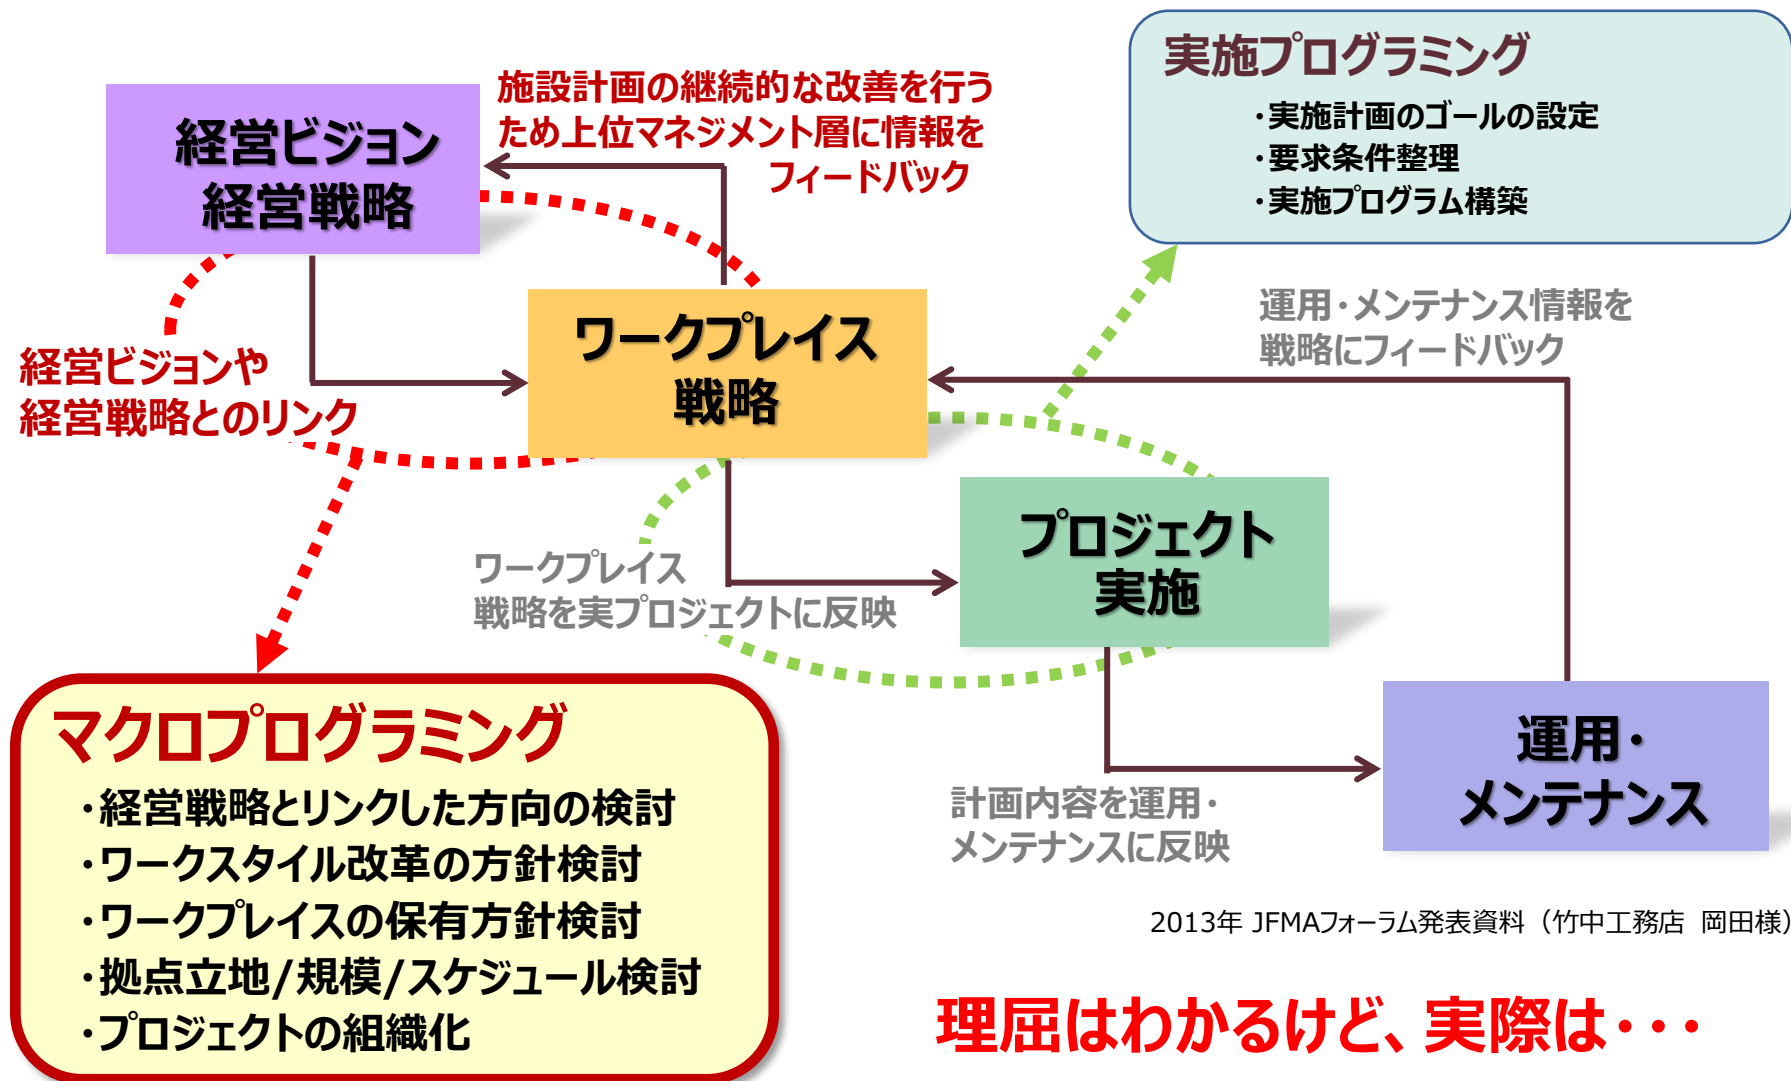 経営ビジョン
経営戦略
施設計画の継続的な改善を行う
ため上位マネジメント層に情報を
フィードバック
実施プログラミング
・実施計画のゴールの設定
・要求条件整理
・実施プログラム構築
経営ビジョンや
経営戦略とのリンク
ワークプレイス
戦略
運用・メンテナンス情報を
戦略にフィードバック
ワークプレイス
戦略を実プロジェクトに反映
プロジェクト
実施
マクロプログラミング
・経営戦略とリンクした方向の検討
・ワークスタイル改革の方針検討
・ワークプレイスの保有方針検討
・拠点立地/規模/スケジュール検討
・プロジェクトの組織化
計画内容を運用・
メンテナンスに反映
運用・
メンテナンス
2013年 JFMAフォーラム発表資料（竹中工務店 岡田様）
理屈はわかるけど、実際は・・・